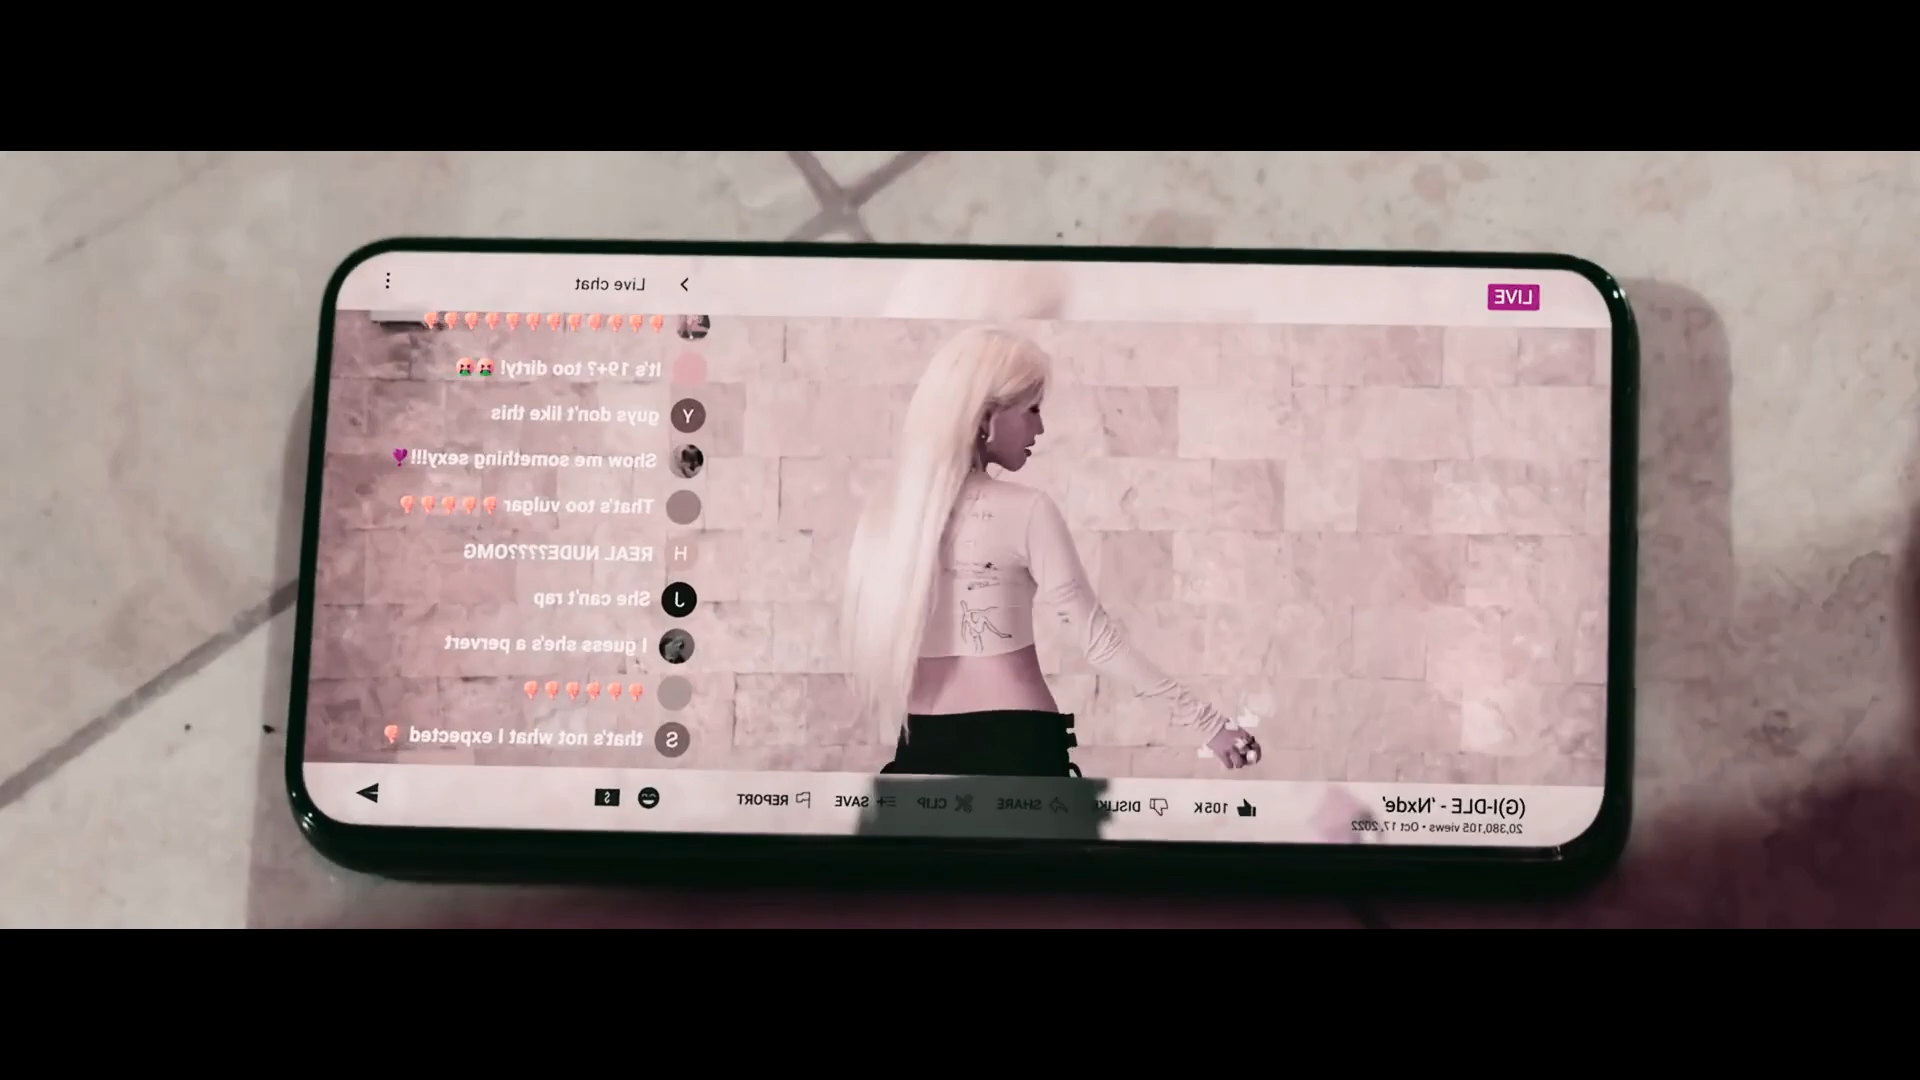 Live chat
LIVE
It's 19+? too dirty! 🤮🤮
Y guys don't like this
Show me something sexy!!!
That's too vulgar 👎👎👎👎👎
H REAL NUDE????OMG
J She can't rap
I guess she's a pervert
👎👎👎👎👎👎
S that's not what I expected 👎
(G)I-DLE - 'Nxde'
20,380,105 views • Oct 17, 2022
105K DISLIKE SHARE CLIP SAVE REPORT
$